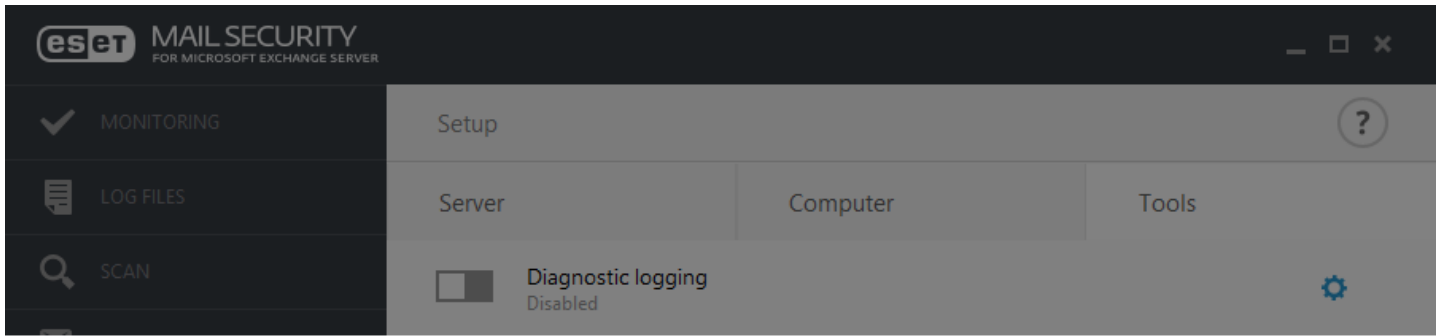 eset MAIL SECURITY
FOR MICROSOFT EXCHANGE SERVER
MONITORING
Setup
?
LOG FILES
Server
Computer
Tools
SCAN
Diagnostic logging
Disabled